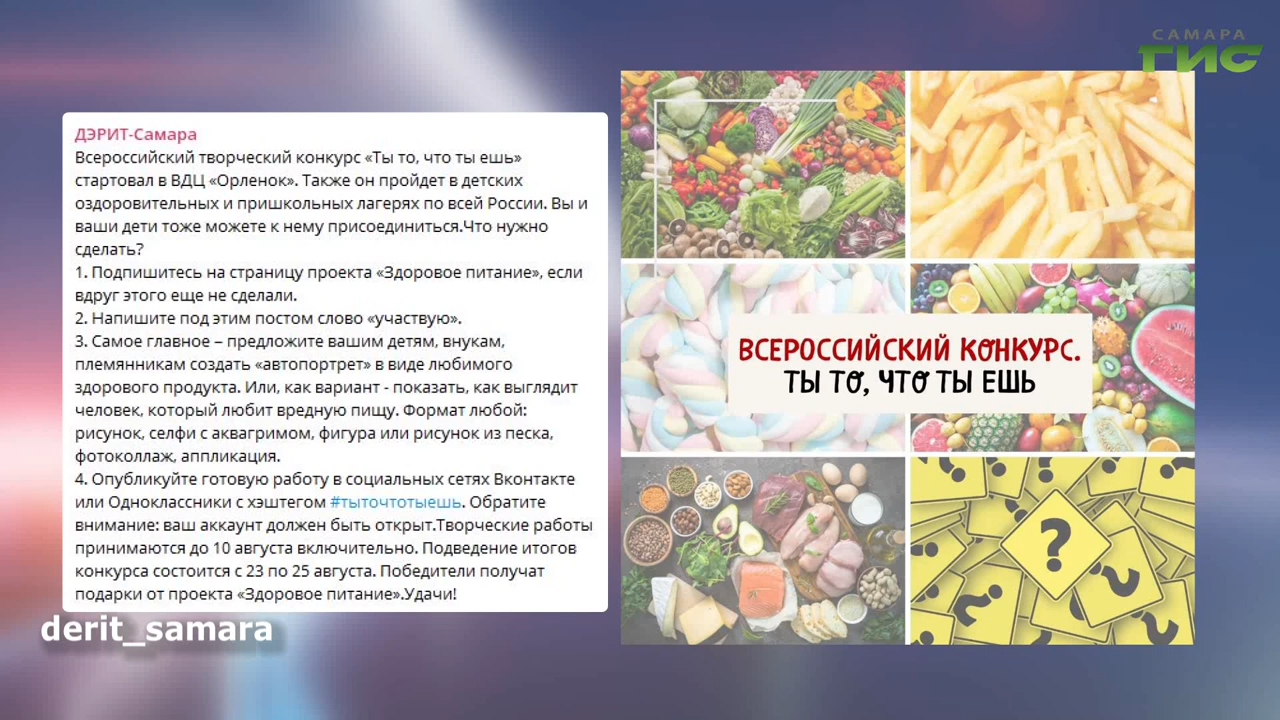 САМАРА
ГИС
ДЭРИТ-Самара
Всероссийский творческий конкурс «Ты то, что ты ешь»
стартовал в ВДЦ «Орленок». Также он пройдет в детских
оздоровительных и пришкольных лагерях по всей России. Вы и
ваши дети тоже можете к нему присоединиться.Что нужно
сделать?
1. Подпишитесь на страницу проекта «Здоровое питание», если
вдруг этого еще не сделали.
2. Напишите под этим постом слово «участвую».
3. Самое главное – предложите вашим детям, внукам,
племянникам создать «автопортрет» в виде любимого
здорового продукта. Или, как вариант - показать, как выглядит
человек, который любит вредную пищу. Формат любой:
рисунок, селфи с аквагримом, фигура или рисунок из песка,
фотоколлаж, аппликация.
4. Опубликуйте готовую работу в социальных сетях Вконтакте
или Одноклассники с хэштегом #тыточтотыешь. Обратите
внимание: ваш аккаунт должен быть открыт.Творческие работы
принимаются до 10 августа включительно. Подведение итогов
конкурса состоится с 23 по 25 августа. Победители получат
подарки от проекта «Здоровое питание».Удачи!
derit_samara
ВСЕРОССИЙСКИЙ КОНКУРС.
ТЫ ТО, ЧТО ТЫ ЕШЬ